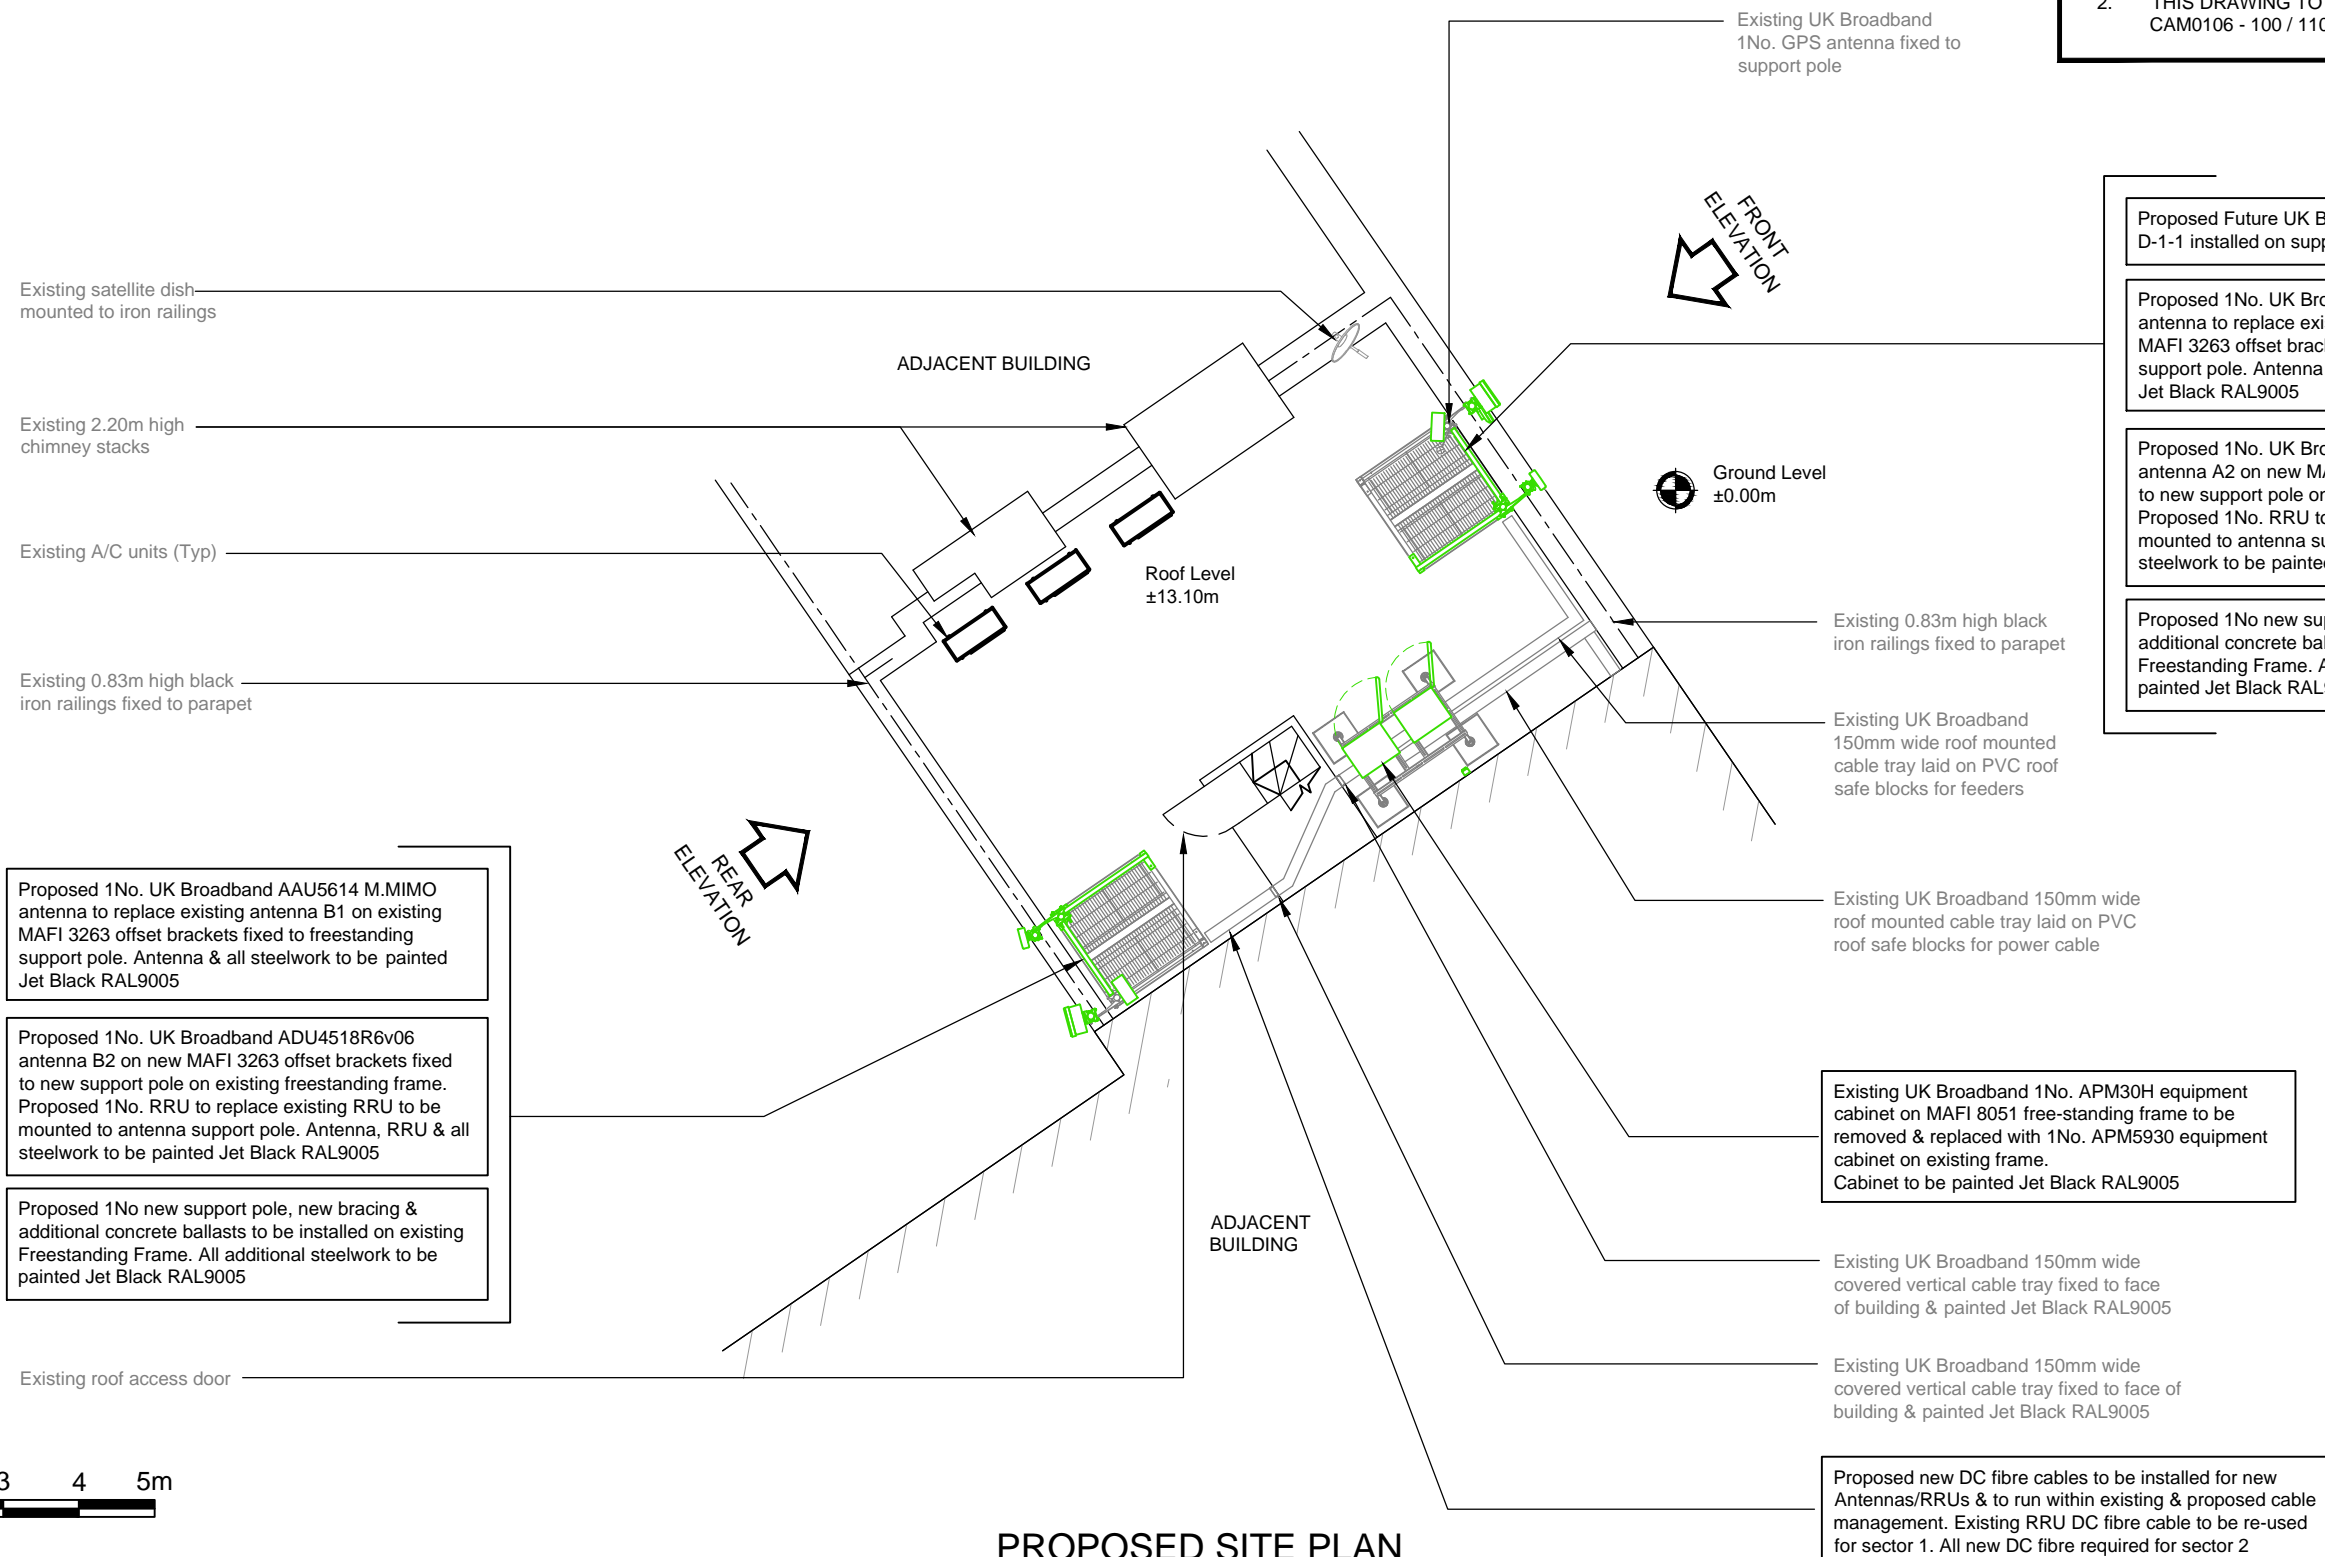 2. THIS DRAWING TO
CAM0106 - 100 / 110
Existing UK Broadband
1No. GPS antenna fixed to
support pole
FRONT
ELEVATION
Proposed Future UK
D-1-1 installed on
Proposed 1No. UK
antenna to replace
MAFI 3263 offset
support pole. Antenna
Jet Black RAL9005
Proposed 1No. UK
antenna A2 on new
to new support pole
Proposed 1No. RRU
mounted to antenna
steelwork to be
Proposed 1No new
additional concrete
Freestanding Frame.
painted Jet Black
Existing satellite dish
mounted to iron railings
ADJACENT BUILDING
Existing 2.20m high
chimney stacks
Ground Level
±0.00m
Existing A/C units (Typ)
Roof Level
±13.10m
Existing 0.83m high black
iron railings fixed to parapet
Existing 0.83m high black
iron railings fixed to parapet
Existing UK Broadband
150mm wide roof mounted
cable tray laid on PVC roof
safe blocks for feeders
REAR
ELEVATION
Existing UK Broadband 150mm wide
roof mounted cable tray laid on PVC
roof safe blocks for power cable
Proposed 1No. UK Broadband AAU5614 M.MIMO
antenna to replace existing antenna B1 on existing
MAFI 3263 offset brackets fixed to freestanding
support pole. Antenna & all steelwork to be painted
Jet Black RAL9005
Proposed 1No. UK Broadband ADU4518R6v06
antenna B2 on new MAFI 3263 offset brackets fixed
to new support pole on existing freestanding frame.
Proposed 1No. RRU to replace existing RRU to be
mounted to antenna support pole. Antenna, RRU & all
steelwork to be painted Jet Black RAL9005
Proposed 1No new support pole, new bracing &
additional concrete ballasts to be installed on existing
Freestanding Frame. All additional steelwork to be
painted Jet Black RAL9005
Existing UK Broadband 1No. APM30H equipment
cabinet on MAFI 8051 free-standing frame to be
removed & replaced with 1No. APM5930 equipment
cabinet on existing frame.
Cabinet to be painted Jet Black RAL9005
ADJACENT
BUILDING
Existing UK Broadband 150mm wide
covered vertical cable tray fixed to face
of building & painted Jet Black RAL9005
Existing roof access door
Existing UK Broadband 150mm wide
covered vertical cable tray fixed to face of
building & painted Jet Black RAL9005
3 4 5m
PROPOSED SITE PLAN
Proposed new DC fibre cables to be installed for new
Antennas/RRUs & to run within existing & proposed cable
management. Existing RRU DC fibre cable to be re-used
for sector 1. All new DC fibre required for sector 2